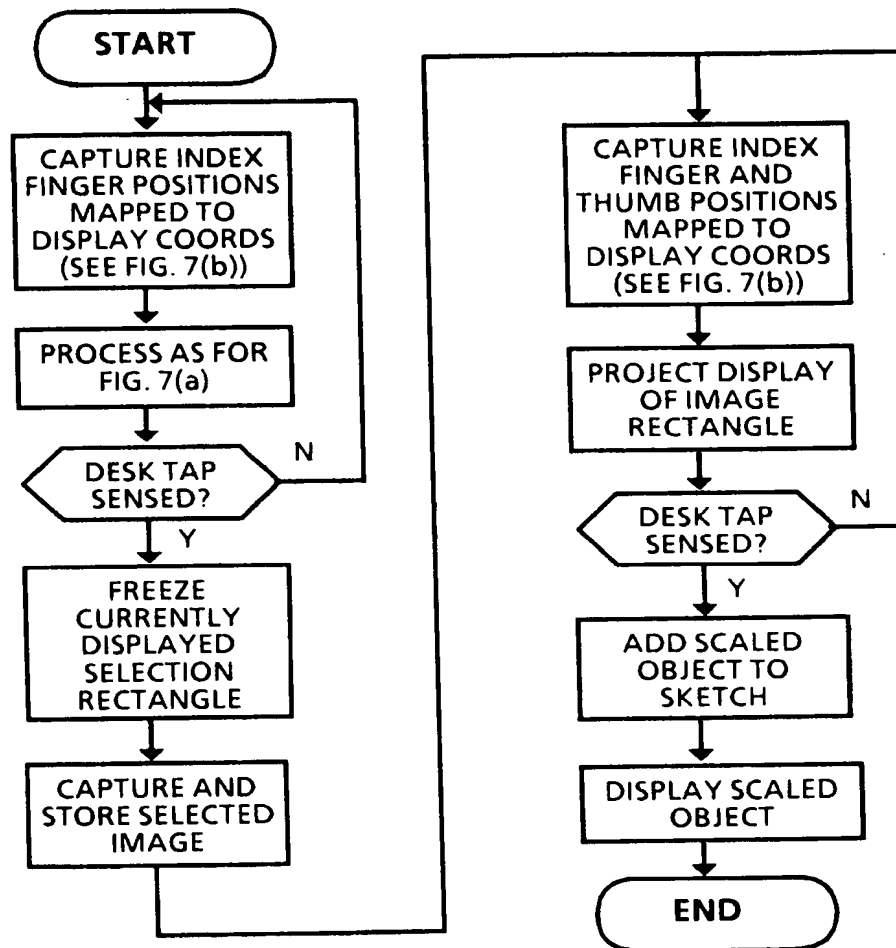 START
CAPTURE INDEX
FINGER POSITIONS
MAPPED TO
DISPLAY COORDS
(SEE FIG. 7(b))
PROCESS AS FOR
FIG. 7(a)
DESK TAP
SENSED?
N
Y
FREEZE
CURRENTLY
DISPLAYED
SELECTION
RECTANGLE
CAPTURE AND
STORE SELECTED
IMAGE
CAPTURE INDEX
FINGER AND
THUMB POSITIONS
MAPPED TO
DISPLAY COORDS
(SEE FIG. 7(b))
PROJECT DISPLAY
OF IMAGE
RECTANGLE
DESK TAP
SENSED?
N
Y
ADD SCALED
OBJECT TO
SKETCH
DISPLAY SCALED
OBJECT
END